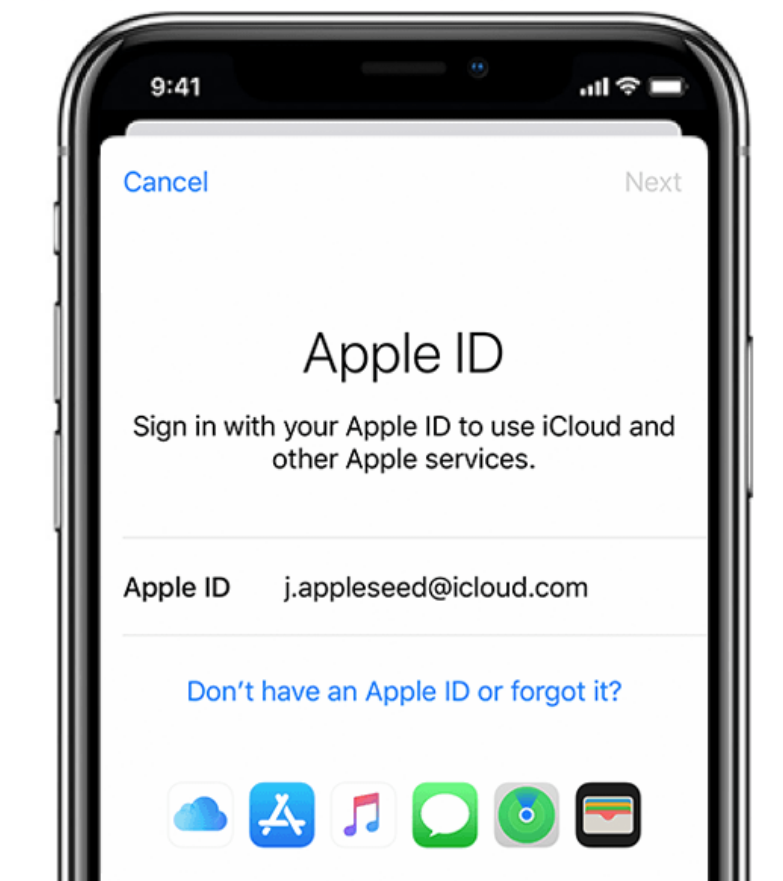 9:41
Cancel Next
Apple ID
Sign in with your Apple ID to use iCloud and
other Apple services.
Apple ID j.appleseed@icloud.com
Don't have an Apple ID or forgot it?